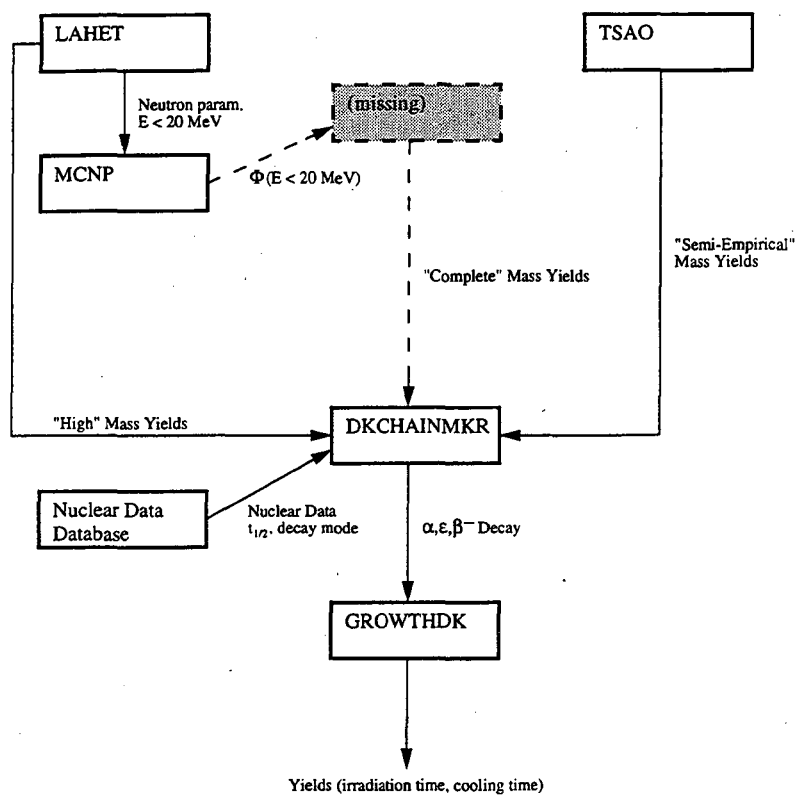 LAHET
TSAO
Neutron param.
E < 20 MeV
(missing)
MCNP
Φ(E < 20 MeV)
"Semi-Empirical"
Mass Yields
"Complete" Mass Yields
"High" Mass Yields
DKCHAINMKR
Nuclear Data
Database
Nuclear Data
t1/2, decay mode
α,ε,β− Decay
GROWTHDK
Yields (irradiation time, cooling time)